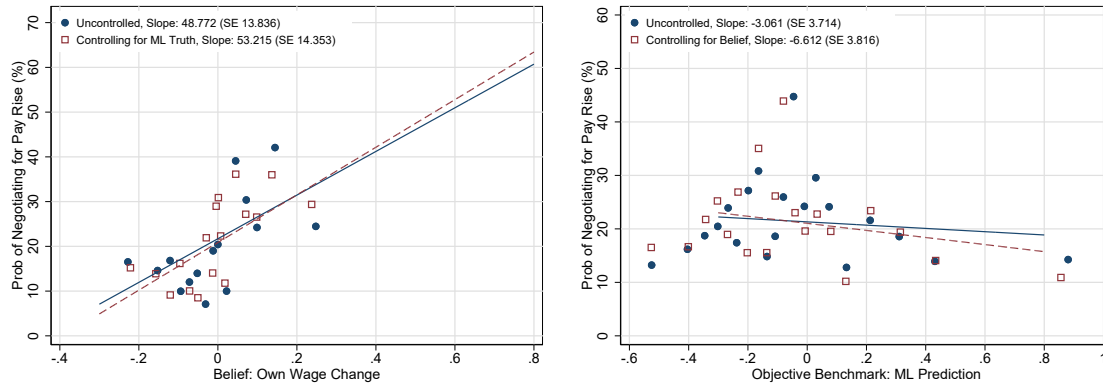 Uncontrolled, Slope: 48.772 (SE 13.836)
Controlling for ML Truth, Slope: 53.215 (SE 14.353)
Prob of Negotiating for Pay Rise (%)
70
60
50
40
30
20
10
0
-.4 -.2 0 .2 .4 .6 .8
Belief: Own Wage Change
Uncontrolled, Slope: -3.061 (SE 3.714)
Controlling for Belief, Slope: -6.612 (SE 3.816)
Prob of Negotiating for Pay Rise (%)
60
50
40
30
20
10
0
-.6 -.4 -.2 0 .2 .4 .6 .8 1
Objective Benchmark: ML Prediction